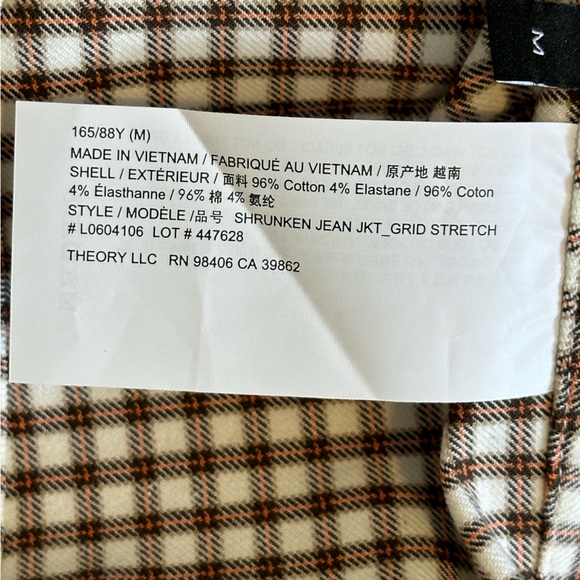 M
165/88Y (M)
MADE IN VIETNAM / FABRIQUÉ AU VIETNAM / 原产地 越南
SHELL / EXTÉRIEUR / 面料 96% Cotton 4% Elastane / 96% Coton
4% Élasthanne / 96% 棉 4% 氨纶
STYLE / MODÈLE /品号 SHRUNKEN JEAN JKT_GRID STRETCH
# L0604106 LOT # 447628
THEORY LLC RN 98406 CA 39862